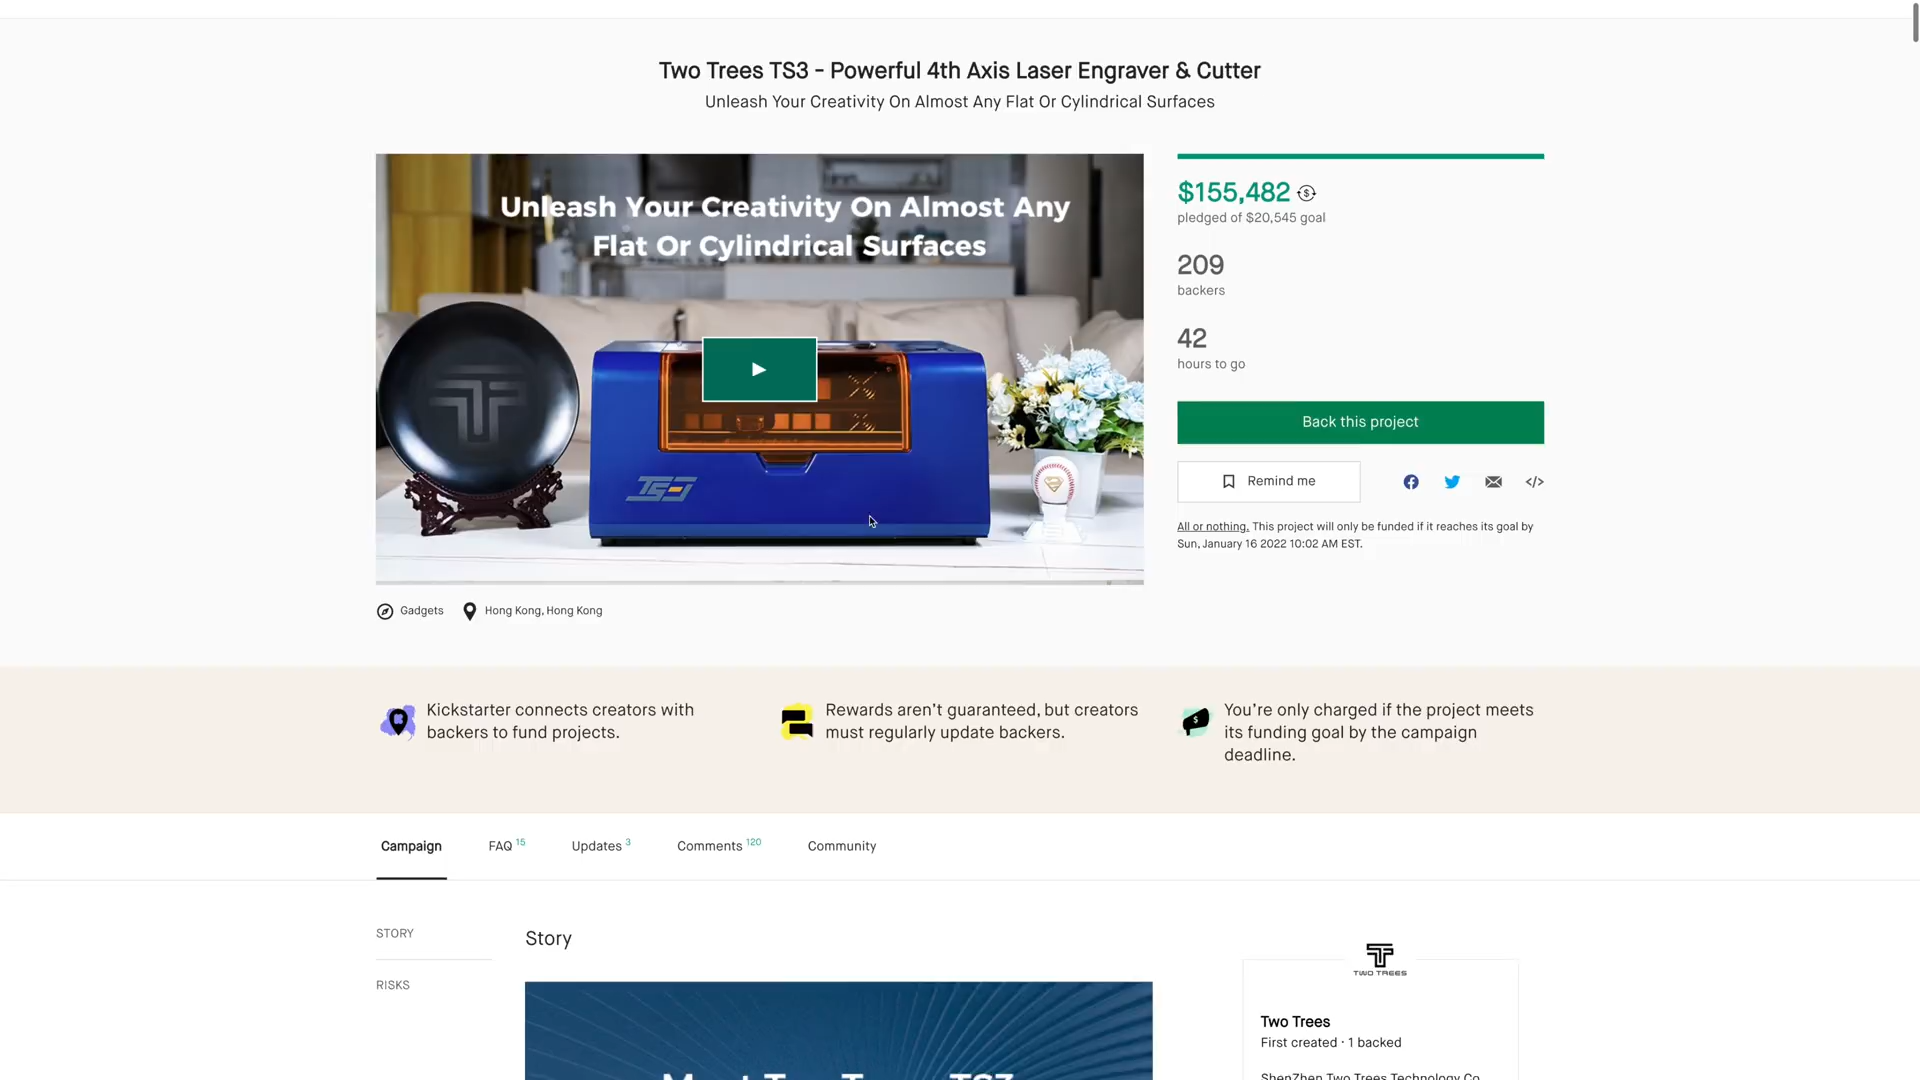 Two Trees TS3 - Powerful 4th Axis Laser Engraver & Cutter
Unleash Your Creativity On Almost Any Flat Or Cylindrical Surfaces
Unleash Your Creativity On Almost Any
Flat Or Cylindrical Surfaces
TS3
$155,482
pledged of $20,545 goal
209
backers
42
hours to go
Back this project
Remind me
All or nothing. This project will only be funded if it reaches its goal by
Sun, January 16 2022 10:02 AM EST.
Gadgets
Hong Kong, Hong Kong
Kickstarter connects creators with
backers to fund projects.
Rewards aren't guaranteed, but creators
must regularly update backers.
You're only charged if the project meets
its funding goal by the campaign
deadline.
Campaign
FAQ 15
Updates 3
Comments 120
Community
STORY
RISKS
Story
Meet Two Trees TS3
TWO TREES
Two Trees
First created · 1 backed
ShenZhen Two Trees Technology Co